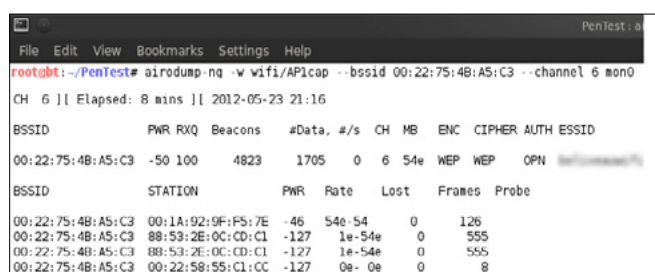 PenTest : a
File Edit View Bookmarks Settings Help
root@bt:~/PenTest# airodump-ng -w wifi/AP1cap --bssid 00:22:75:4B:A5:C3 --channel 6 mon0
CH 6 ][ Elapsed: 8 mins ][ 2012-05-23 21:16
BSSID PWR RXQ Beacons #Data, #/s CH MB ENC CIPHER AUTH ESSID
00:22:75:4B:A5:C3 -50 100 4823 1705 0 6 54e WEP WEP OPN
BSSID STATION PWR Rate Lost Frames Probe
00:22:75:4B:A5:C3 00:1A:92:9F:F5:7E -46 54e-54 0 126
00:22:75:4B:A5:C3 88:53:2E:0C:CD:C1 -127 1e-54e 0 555
00:22:75:4B:A5:C3 88:53:2E:0C:CD:C1 -127 1e-54e 0 555
00:22:75:4B:A5:C3 00:22:58:55:C1:CC -127 0e- 0e 0 8